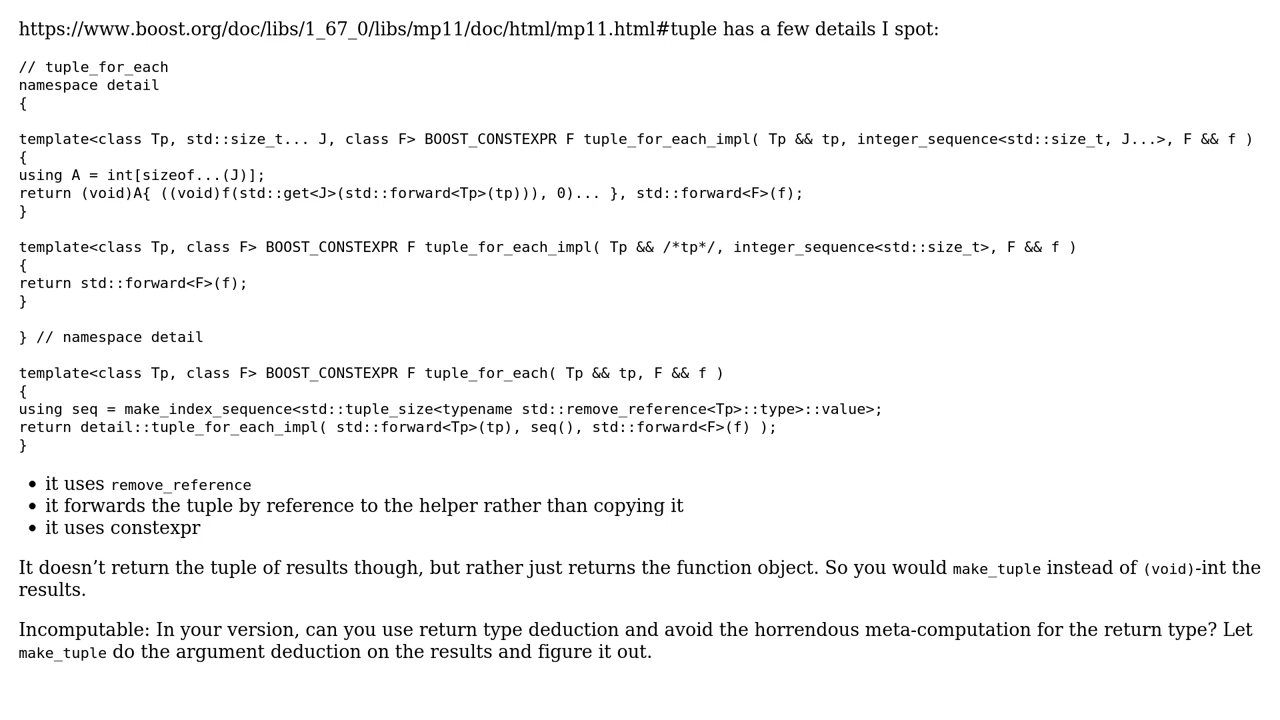 https://www.boost.org/doc/libs/1_67_0/libs/mp11/doc/html/mp11.html#tuple has a few details I spot:
// tuple_for_each
namespace detail
{
template<class Tp, std::size_t... J, class F> BOOST_CONSTEXPR F tuple_for_each_impl( Tp && tp, integer_sequence<std::size_t, J...>, F && f )
{
using A = int[sizeof...(J)];
return (void)A{ ((void)f(std::get<J>(std::forward<Tp>(tp))), 0)... }, std::forward<F>(f);
}
template<class Tp, class F> BOOST_CONSTEXPR F tuple_for_each_impl( Tp && /*tp*/, integer_sequence<std::size_t>, F && f )
{
return std::forward<F>(f);
}
} // namespace detail
template<class Tp, class F> BOOST_CONSTEXPR F tuple_for_each( Tp && tp, F && f )
{
using seq = make_index_sequence<std::tuple_size<typename std::remove_reference<Tp>::type>::value>;
return detail::tuple_for_each_impl( std::forward<Tp>(tp), seq(), std::forward<F>(f) );
}
• it uses remove_reference
• it forwards the tuple by reference to the helper rather than copying it
• it uses constexpr
It doesn’t return the tuple of results though, but rather just returns the function object. So you would make_tuple instead of (void)-int the
results.
Incomputable: In your version, can you use return type deduction and avoid the horrendous meta-computation for the return type? Let
make_tuple do the argument deduction on the results and figure it out.